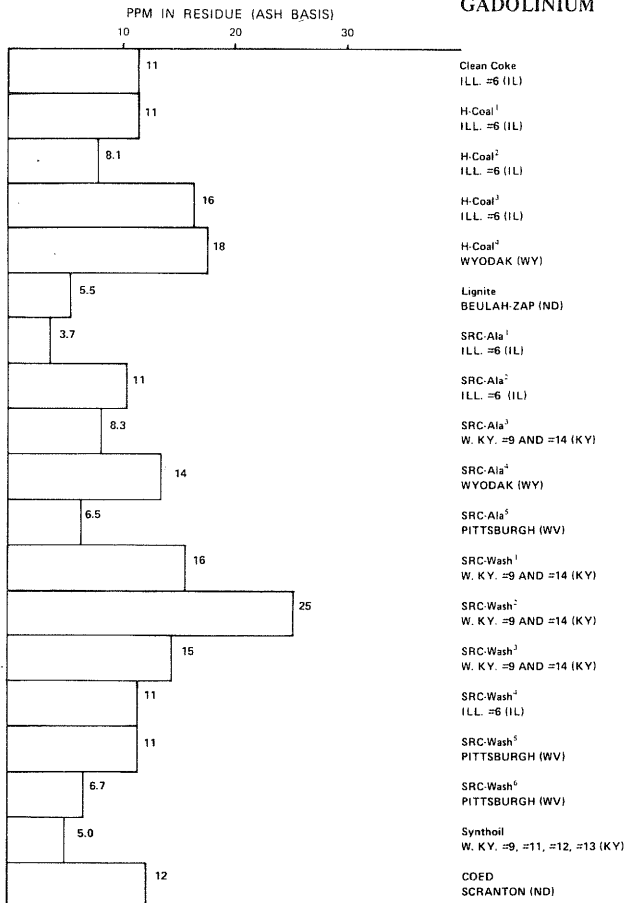 GADOLINIUM
PPM IN RESIDUE (ASH BASIS)
10 20 30
11 Clean Coke
ILL. =6 (IL)
11 H-Coal¹
ILL. =6 (IL)
8.1 H-Coal²
ILL. =6 (IL)
16 H-Coal³
ILL. =6 (IL)
18 H-Coal⁴
WYODAK (WY)
5.5 Lignite
BEULAH-ZAP (ND)
3.7 SRC-Ala¹
ILL. =6 (IL)
11 SRC-Ala²
ILL. =6 (IL)
8.3 SRC-Ala³
W. KY. =9 AND =14 (KY)
14 SRC-Ala⁴
WYODAK (WY)
6.5 SRC-Ala⁵
PITTSBURGH (WV)
16 SRC-Wash¹
W. KY. =9 AND =14 (KY)
25 SRC-Wash²
W. KY. =9 AND =14 (KY)
15 SRC-Wash³
W. KY. =9 AND =14 (KY)
11 SRC-Wash⁴
ILL. =6 (IL)
11 SRC-Wash⁵
PITTSBURGH (WV)
6.7 SRC-Wash⁶
PITTSBURGH (WV)
5.0 Synthoil
W. KY. =9, =11, =12, =13 (KY)
12 COED
SCRANTON (ND)